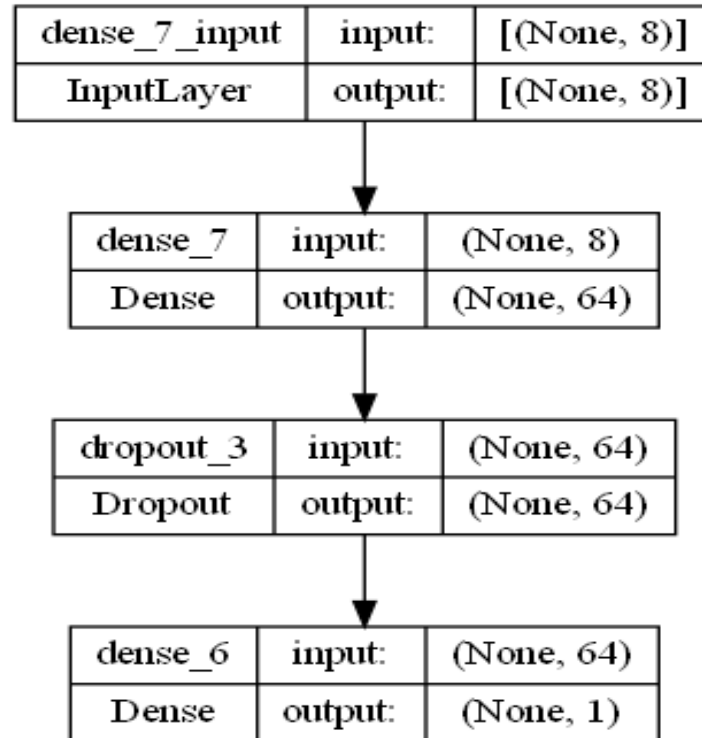 dense_7_input input: [(None, 8)]
InputLayer output: [(None, 8)]
dense_7 input: (None, 8)
Dense output: (None, 64)
dropout_3 input: (None, 64)
Dropout output: (None, 64)
dense_6 input: (None, 64)
Dense output: (None, 1)